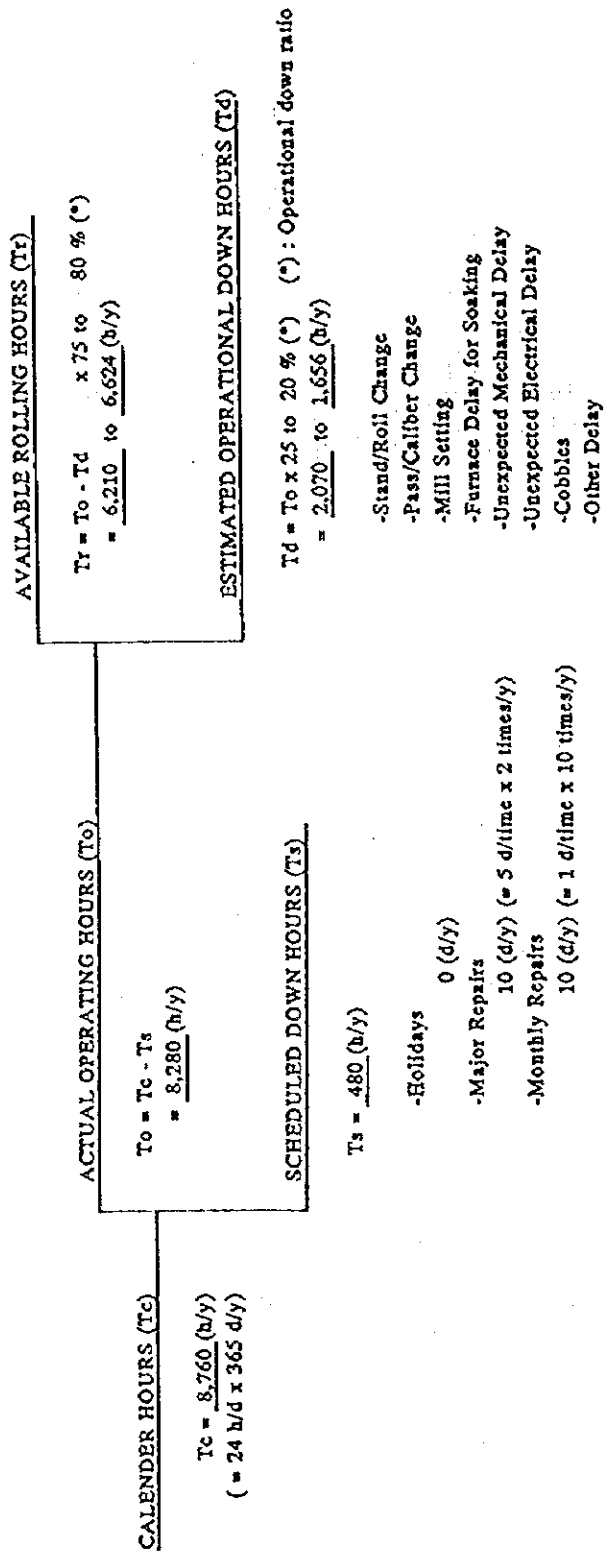 CALENDER HOURS (Tc)
Tc = 8,760 (h/y)
( = 24 h/d x 365 d/y)
ACTUAL OPERATING HOURS (To)
To = Tc - Ts
= 8,280 (h/y)
SCHEDULED DOWN HOURS (Ts)
Ts = 480 (h/y)
-Holidays
0 (d/y)
-Major Repairs
10 (d/y) (= 5 d/time x 2 times/y)
-Monthly Repairs
10 (d/y) (= 1 d/time x 10 times/y)
AVAILABLE ROLLING HOURS (Tr)
Tr = To - Td x 75 to 80 % (*)
= 6,210 to 6,624 (h/y)
ESTIMATED OPERATIONAL DOWN HOURS (Td)
Td = To x 25 to 20 % (*) (*) : Operational down ratio
= 2,070 to 1,656 (h/y)
-Stand/Roll Change
-Pass/Caliber Change
-Mill Setting
-Furnace Delay for Soaking
-Unexpected Mechanical Delay
-Unexpected Electrical Delay
-Cobbles
-Other Delay